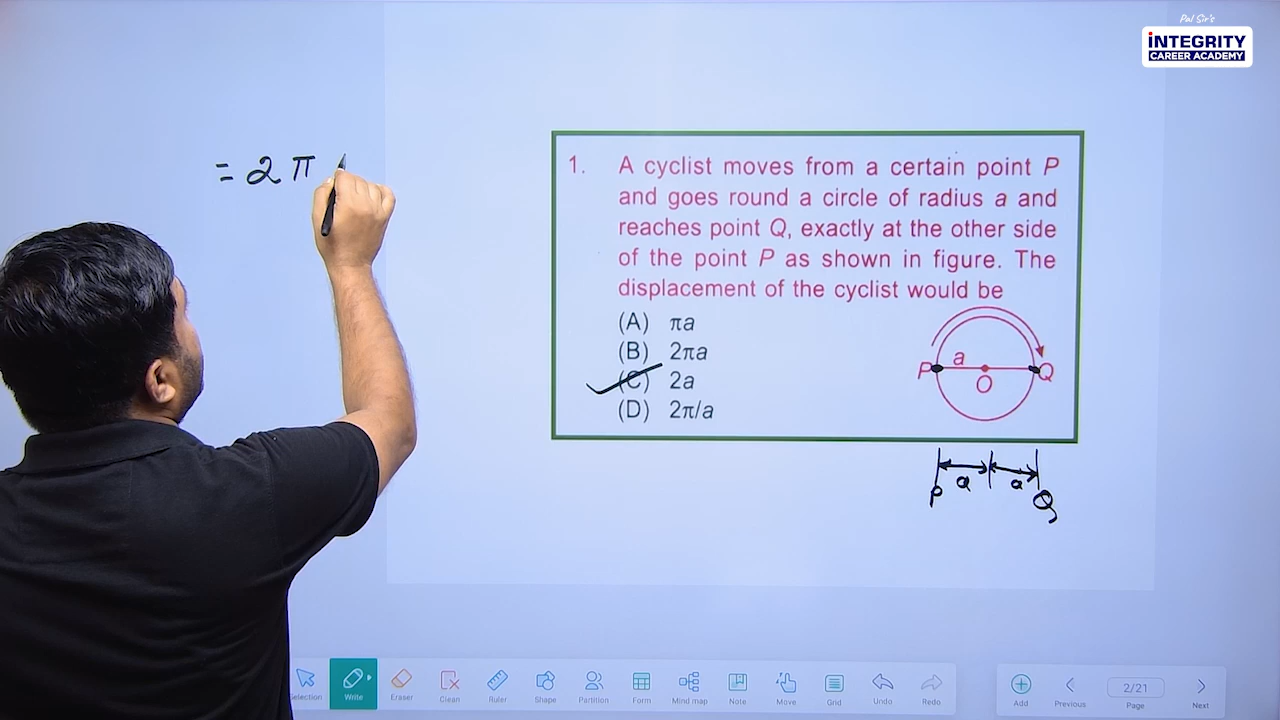 Pal Sir's
iNTEGRITY
CAREER ACADEMY
= 2 π
1. A cyclist moves from a certain point P
and goes round a circle of radius a and
reaches point Q, exactly at the other side
of the point P as shown in figure. The
displacement of the cyclist would be
(A) πa
(B) 2πa
(C) 2a
(D) 2π/a
P a Q
O
a a
P Q
Selection Write Eraser Clean Ruler Shape Partition Form Mind map Note Move Grid Undo Redo
Add Previous 2/21 Page Next